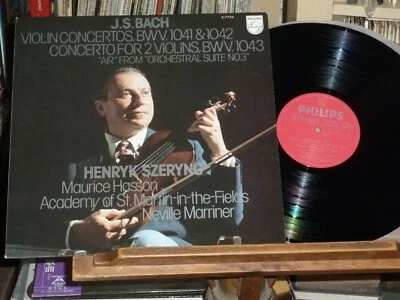 J.S.BACH
VIOLIN CONCERTOS, BWV. 1041 & 1042
CONCERTO FOR 2 VIOLINS, BWV. 1043
"AIR" FROM "ORCHESTRAL SUITE NO.3"
PHILIPS
HENRYK SZERYNG
Maurice Hasson
Academy of St. Martin-in-the-Fields
Neville Marriner
PHILIPS